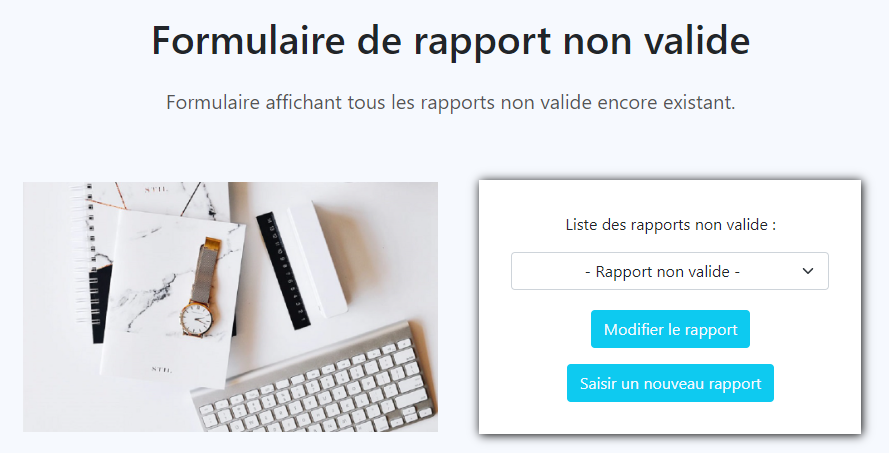 Formulaire de rapport non valide
Formulaire affichant tous les rapports non valide encore existant.
STIL
STIL
Liste des rapports non valide :
- Rapport non valide -
Modifier le rapport
Saisir un nouveau rapport